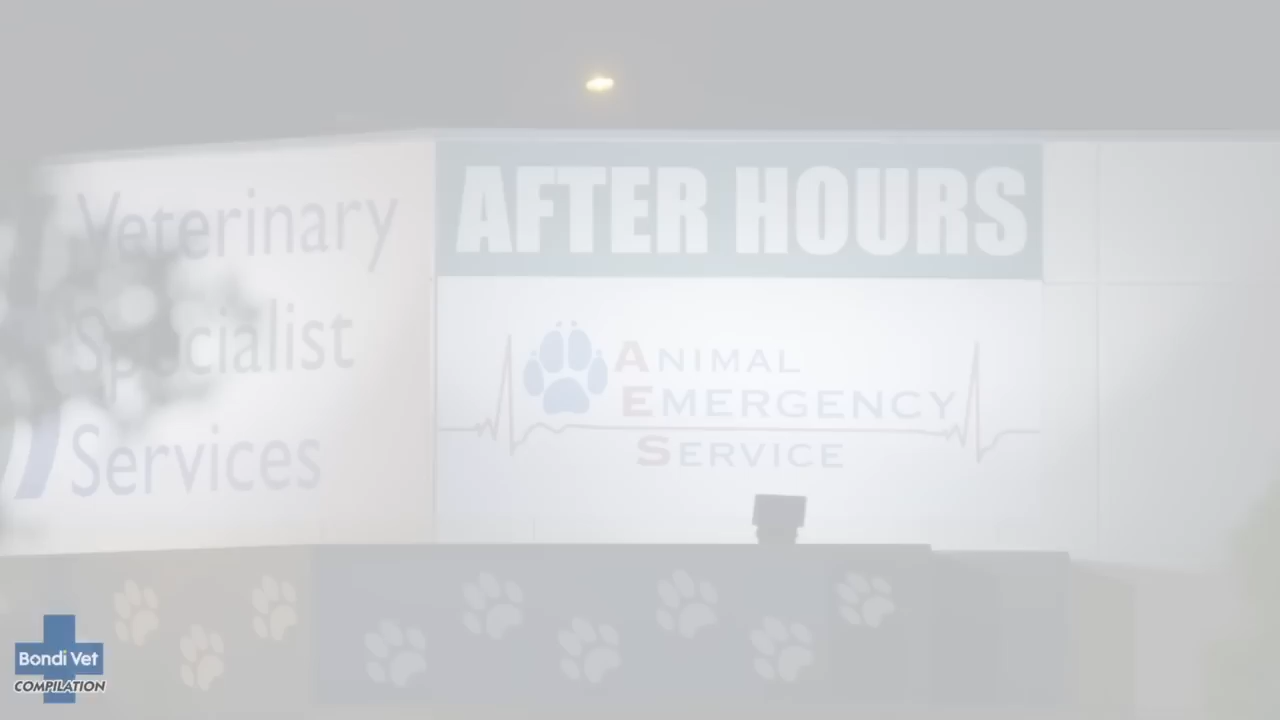 Veterinary
Specialist
Services
AFTER HOURS
ANIMAL
EMERGENCY
SERVICE
Bondi Vet
COMPILATION